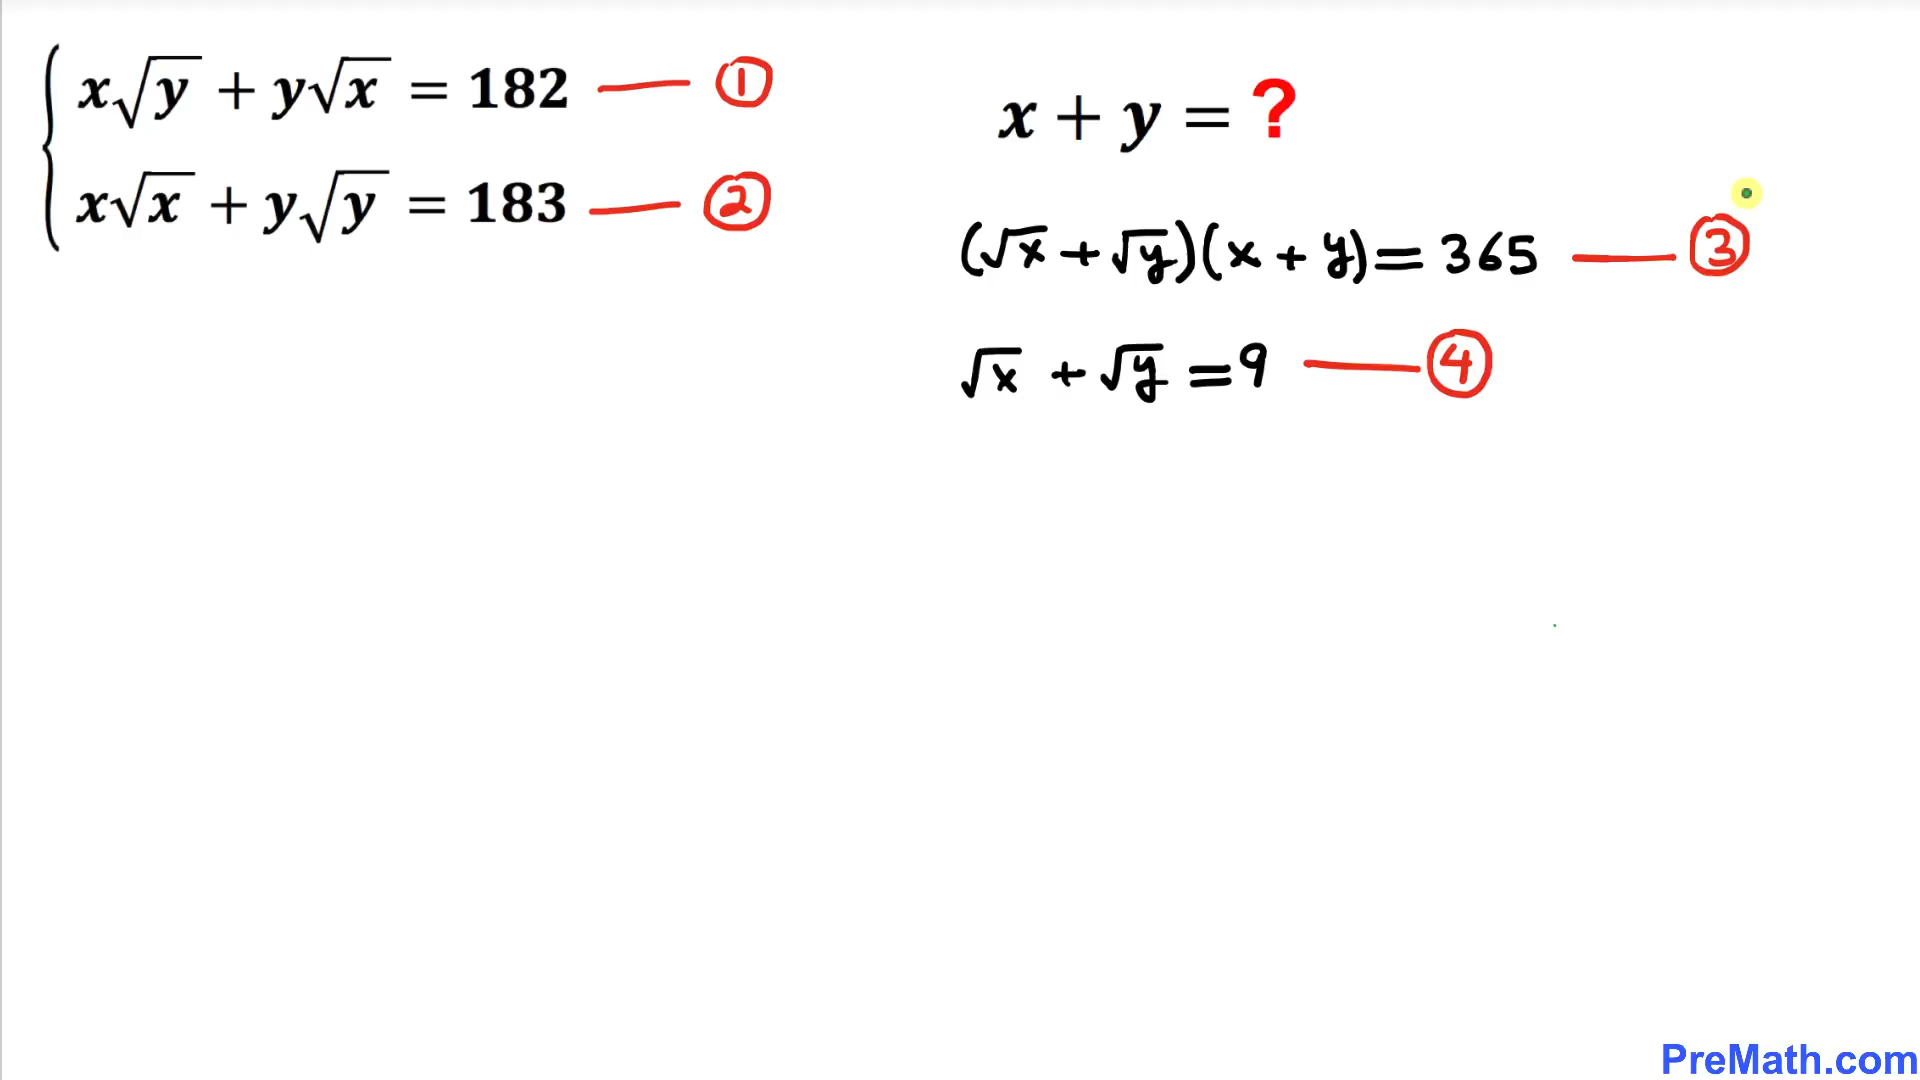 x√y + y√x = 182 — ①
x√x + y√y = 183 — ②
x + y = ?
(√x + √y)(x + y) = 365 — ③
√x + √y = 9 — ④
PreMath.com